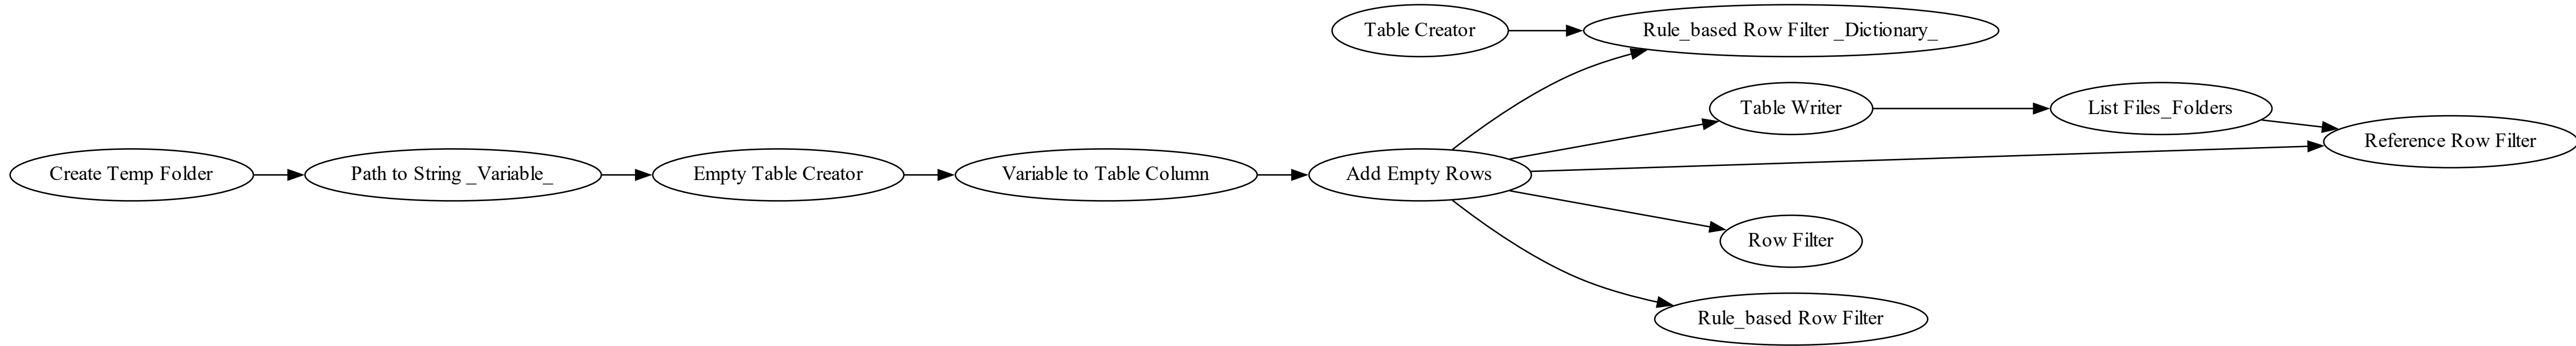 Table Creator
Rule_based Row Filter _Dictionary_
Table Writer
List Files_Folders
Reference Row Filter
Create Temp Folder
Path to String _Variable_
Empty Table Creator
Variable to Table Column
Add Empty Rows
Row Filter
Rule_based Row Filter